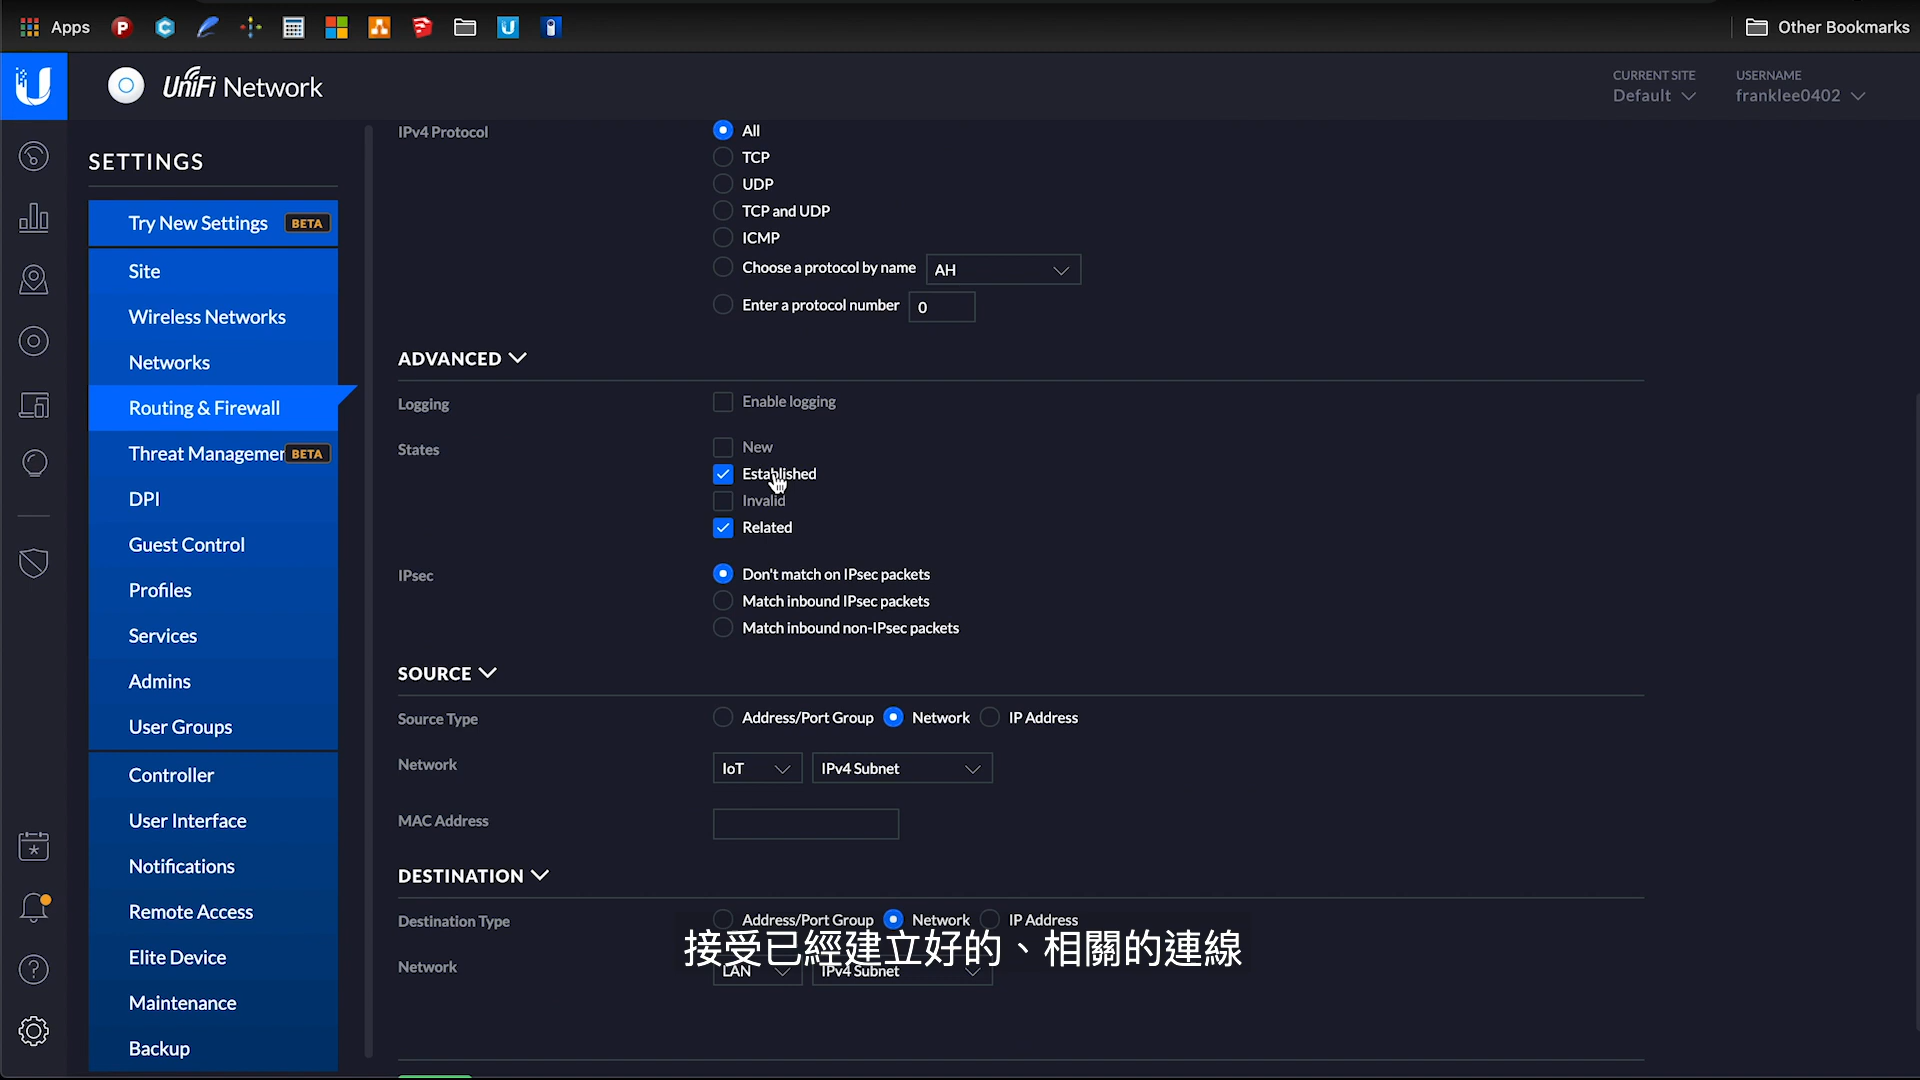 Apps
Other Bookmarks
UniFi Network
CURRENT SITE
Default
USERNAME
franklee0402
SETTINGS
Try New Settings BETA
Site
Wireless Networks
Networks
Routing & Firewall
Threat Managemer BETA
DPI
Guest Control
Profiles
Services
Admins
User Groups
Controller
User Interface
Notifications
Remote Access
Elite Device
Maintenance
Backup
IPv4 Protocol
All
TCP
UDP
TCP and UDP
ICMP
Choose a protocol by name AH
Enter a protocol number 0
ADVANCED
Logging
Enable logging
States
New
Established
Invalid
Related
IPsec
Don't match on IPsec packets
Match inbound IPsec packets
Match inbound non-IPsec packets
SOURCE
Source Type
Address/Port Group Network IP Address
Network
IoT IPv4 Subnet
MAC Address
DESTINATION
Destination Type
Address/Port Group Network IP Address
接受已經建立好的、相關的連線
Network
LAN IPv4 Subnet